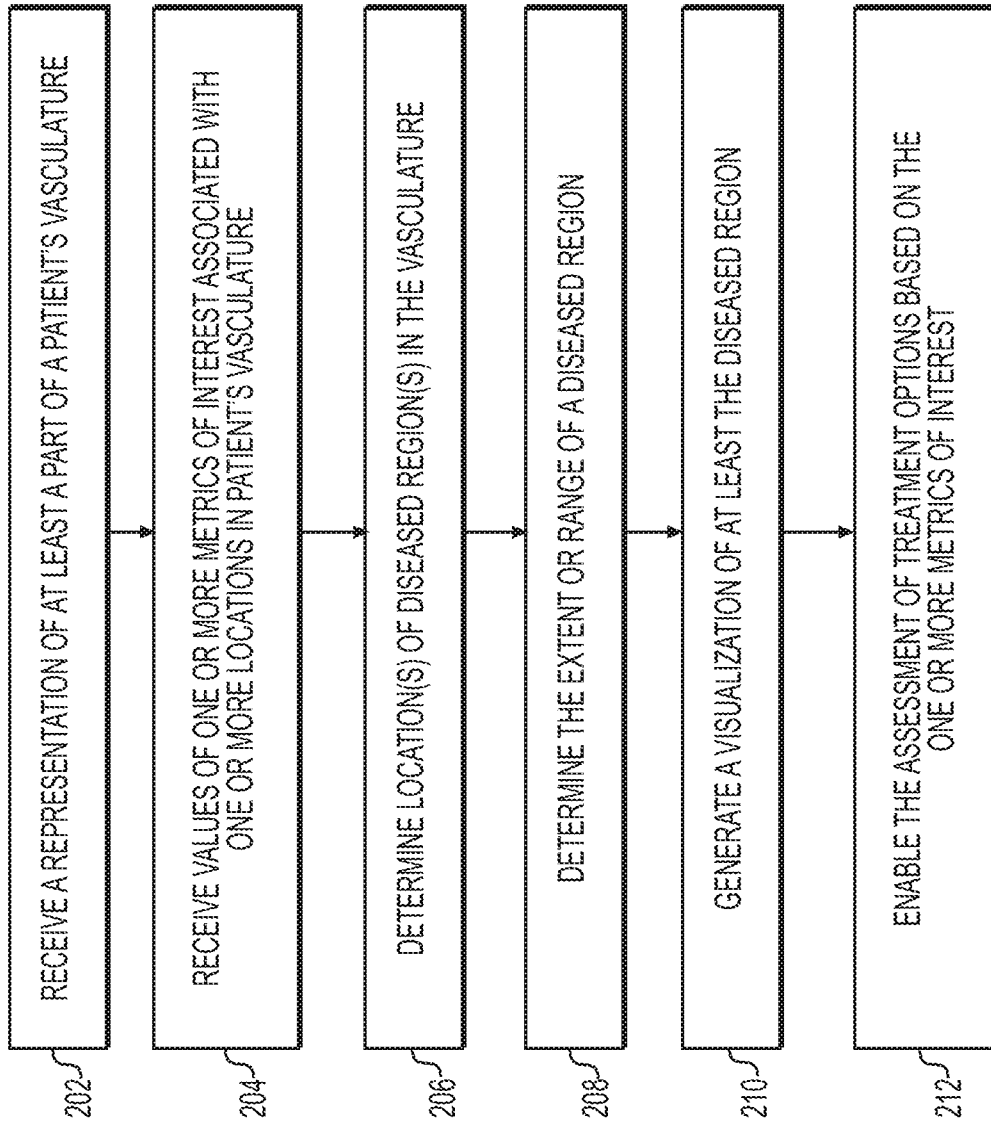 202
RECEIVE A REPRESENTATION OF AT LEAST A PART OF A PATIENT'S VASCULATURE
204
RECEIVE VALUES OF ONE OR MORE METRICS OF INTEREST ASSOCIATED WITH
ONE OR MORE LOCATIONS IN PATIENT'S VASCULATURE
206
DETERMINE LOCATION(S) OF DISEASED REGION(S) IN THE VASCULATURE
208
DETERMINE THE EXTENT OR RANGE OF A DISEASED REGION
210
GENERATE A VISUALIZATION OF AT LEAST THE DISEASED REGION
212
ENABLE THE ASSESSMENT OF TREATMENT OPTIONS BASED ON THE
ONE OR MORE METRICS OF INTEREST